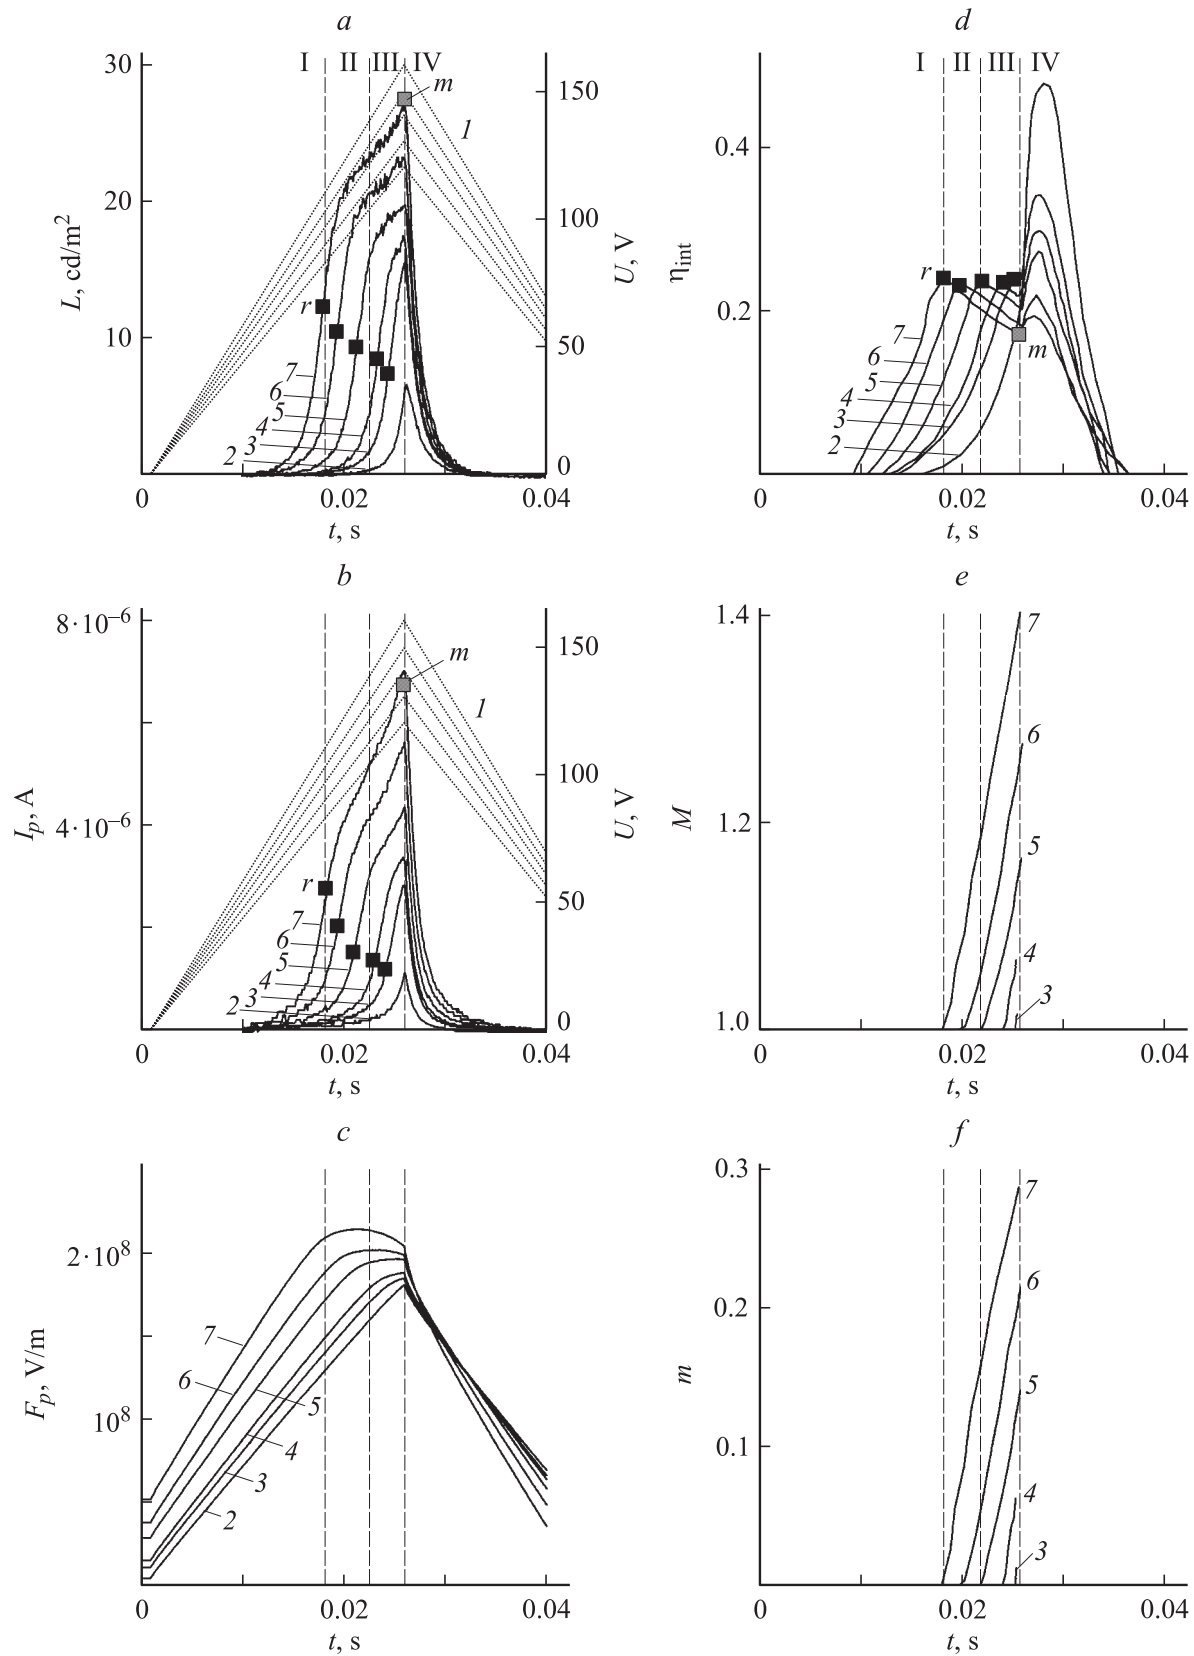 a
I II III IV
30
20
10
0
L, cd/m²
150
100
50
0
U, V
m
1
r
7
6
5
4
3
2
0 0.02 0.04
t, s
d
I II III IV
0.4
0.2
η_int
r
m
7
6
5
4
3
2
0 0.02 0.04
t, s
b
8·10⁻⁶
4·10⁻⁶
I_p, A
150
100
50
0
U, V
m
1
r
7
6
5
4
3
2
0 0.02 0.04
t, s
e
1.4
1.2
1.0
M
7
6
5
4
3
0 0.02 0.04
t, s
c
2·10⁸
10⁸
F_p, V/m
7
6
5
4
3
2
0 0.02 0.04
t, s
f
0.3
0.2
0.1
m
7
6
5
4
3
0 0.02 0.04
t, s